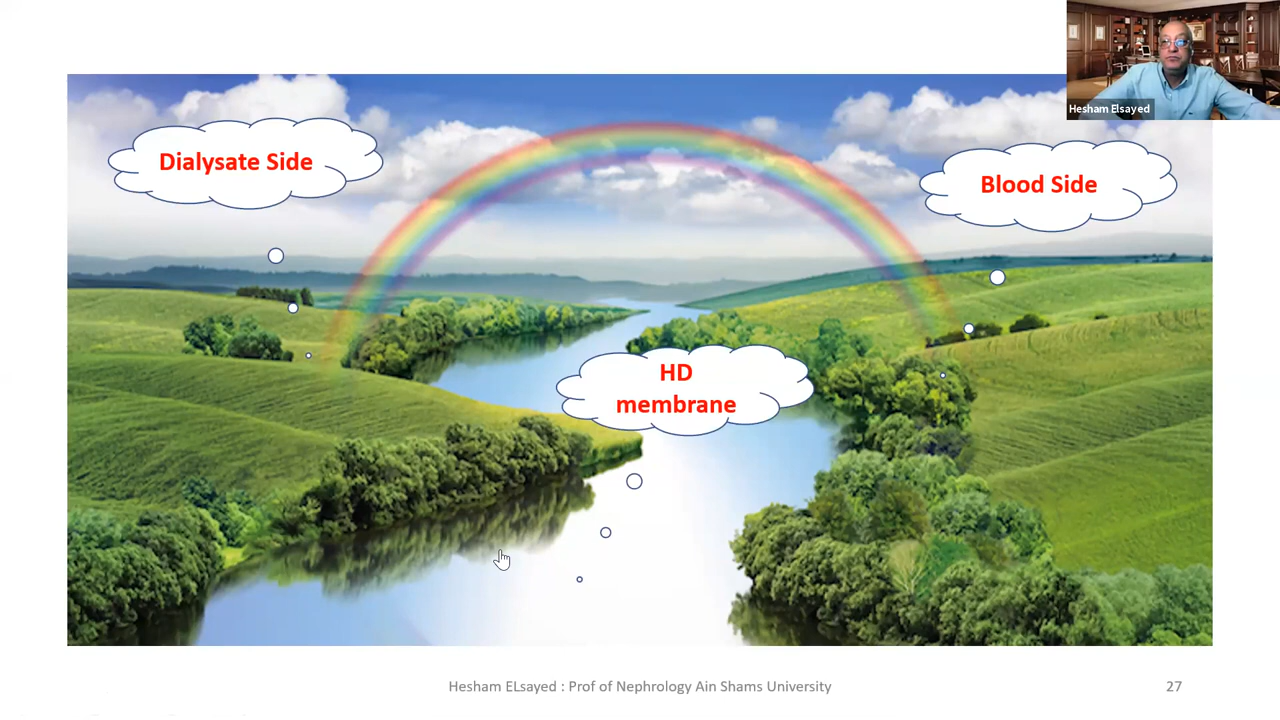 Hesham Elsayed
Dialysate Side
Blood Side
HD
membrane
Hesham ELsayed : Prof of Nephrology Ain Shams University
27